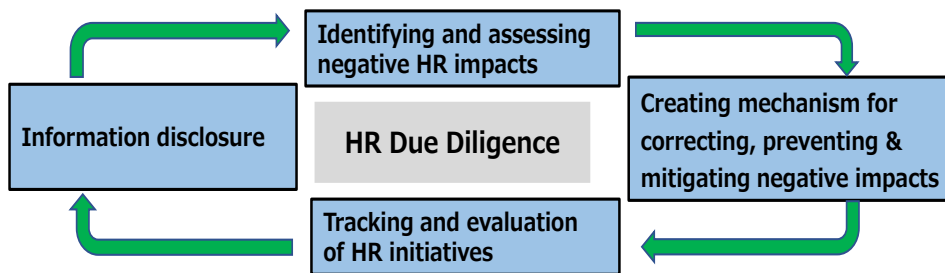 Identifying and assessing
negative HR impacts
Information disclosure
HR Due Diligence
Creating mechanism for
correcting, preventing &
mitigating negative impacts
Tracking and evaluation
of HR initiatives